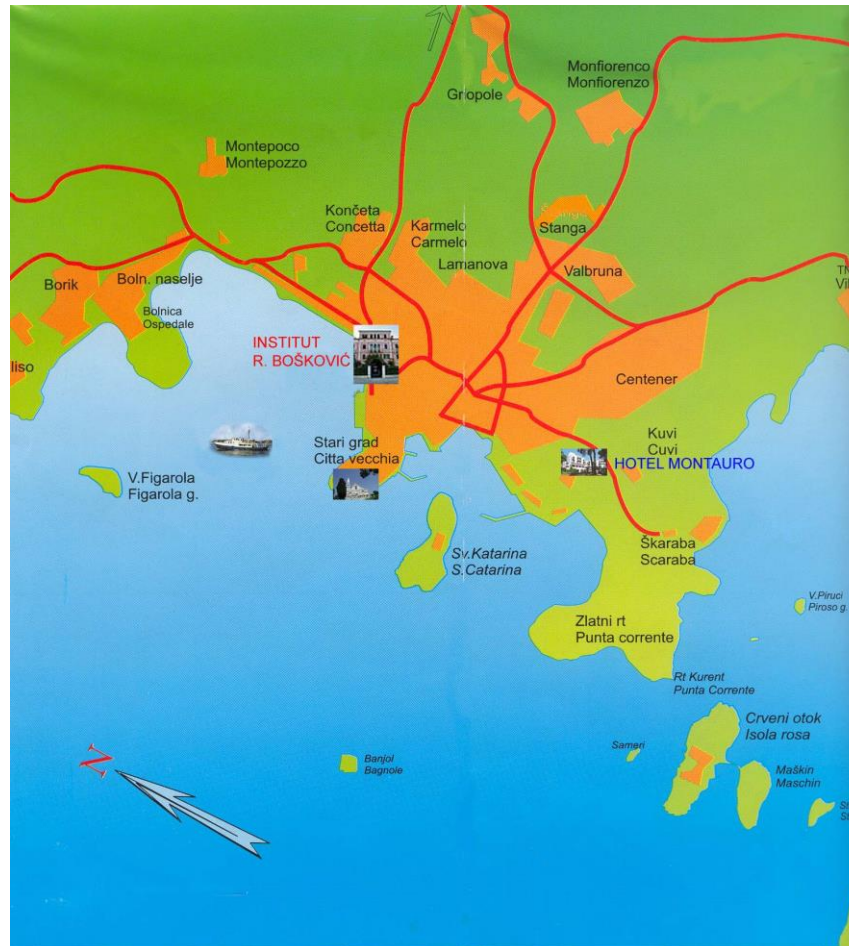 Griopole
Monfiorenco
Monfiorenzo
Montepoco
Montepozzo
Končeta
Concetta
Karmelo
Carmelo
Stanga
Lamanova
Valbruna
Borik
Boln. naselje
Bolnica
Ospedale
INSTITUT
R. BOŠKOVIĆ
Centener
Stari grad
Citta vecchia
Kuvi
Cuvi
HOTEL MONTAURO
V.Figarola
Figarola g.
Sv.Katarina
S.Catarina
Škaraba
Scaraba
V.Piruci
Piroso g.
Zlatni rt
Punta corrente
Rt Kurent
Punta Corrente
Crveni otok
Isola rosa
Sameri
Banjol
Bagnole
Maškin
Maschin
N